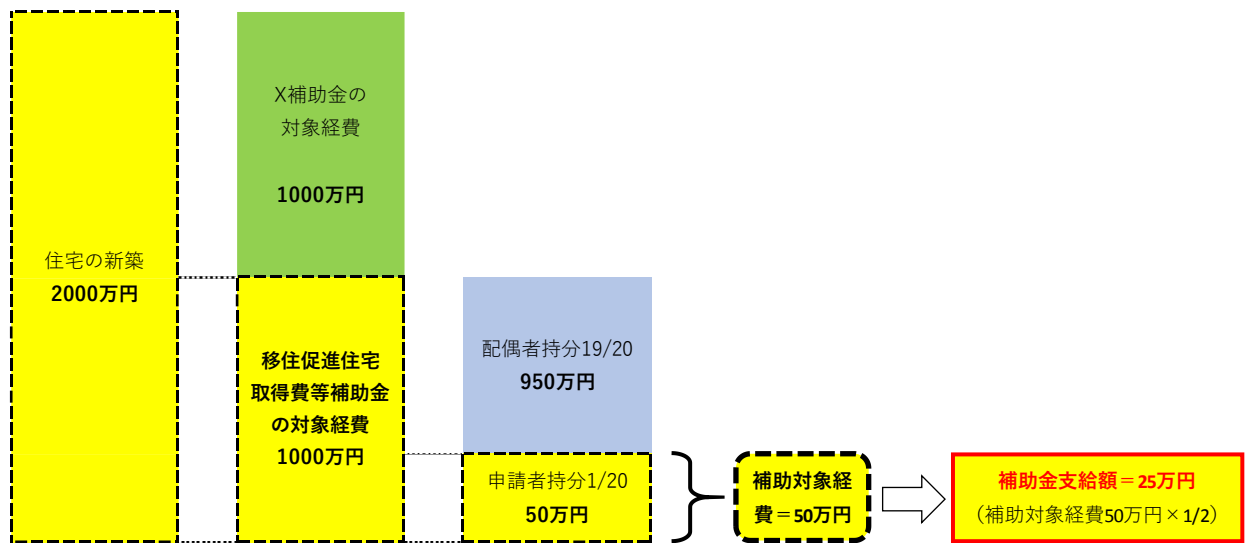 住宅の新築
2000万円
X補助金の
対象経費
1000万円
移住促進住宅
取得費等補助金
の対象経費
1000万円
配偶者持分19/20
950万円
申請者持分1/20
50万円
補助対象経
費＝50万円
補助金支給額＝25万円
（補助対象経費50万円×1/2）